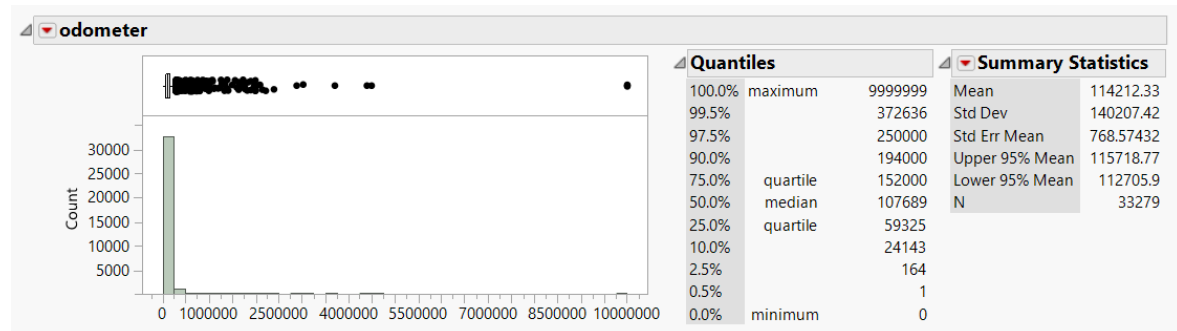 odometer
Count
30000
25000
20000
15000
10000
5000
0 1000000 2500000 4000000 5500000 7000000 8500000 10000000
Quantiles
100.0% maximum 9999999
99.5% 372636
97.5% 250000
90.0% 194000
75.0% quartile 152000
50.0% median 107689
25.0% quartile 59325
10.0% 24143
2.5% 164
0.5% 1
0.0% minimum 0
Summary Statistics
Mean 114212.33
Std Dev 140207.42
Std Err Mean 768.57432
Upper 95% Mean 115718.77
Lower 95% Mean 112705.9
N 33279